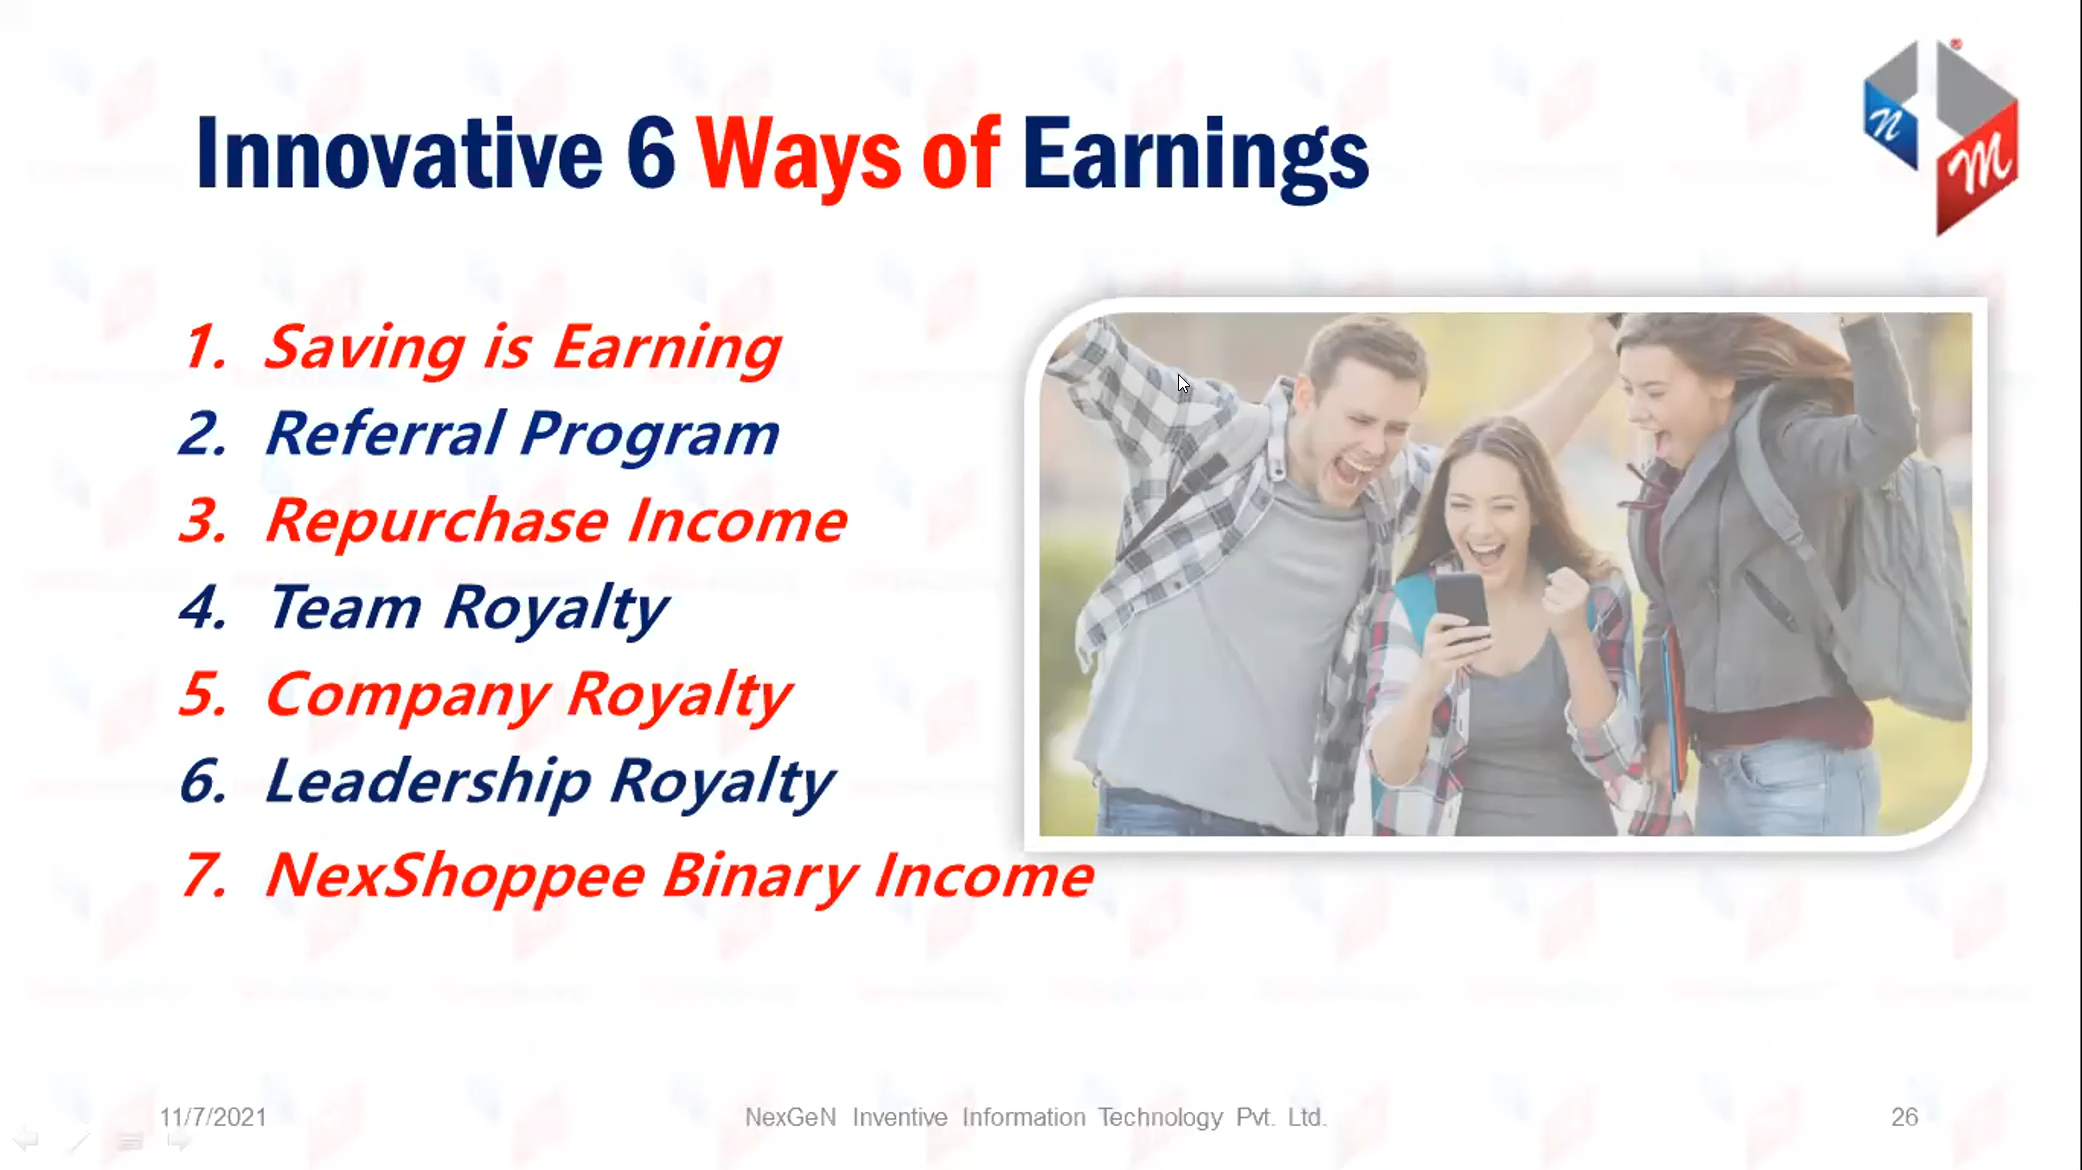 Innovative 6 Ways of Earnings
n
m
1. Saving is Earning
2. Referral Program
3. Repurchase Income
4. Team Royalty
5. Company Royalty
6. Leadership Royalty
7. NexShoppee Binary Income
11/7/2021
NexGeN Inventive Information Technology Pvt. Ltd.
26